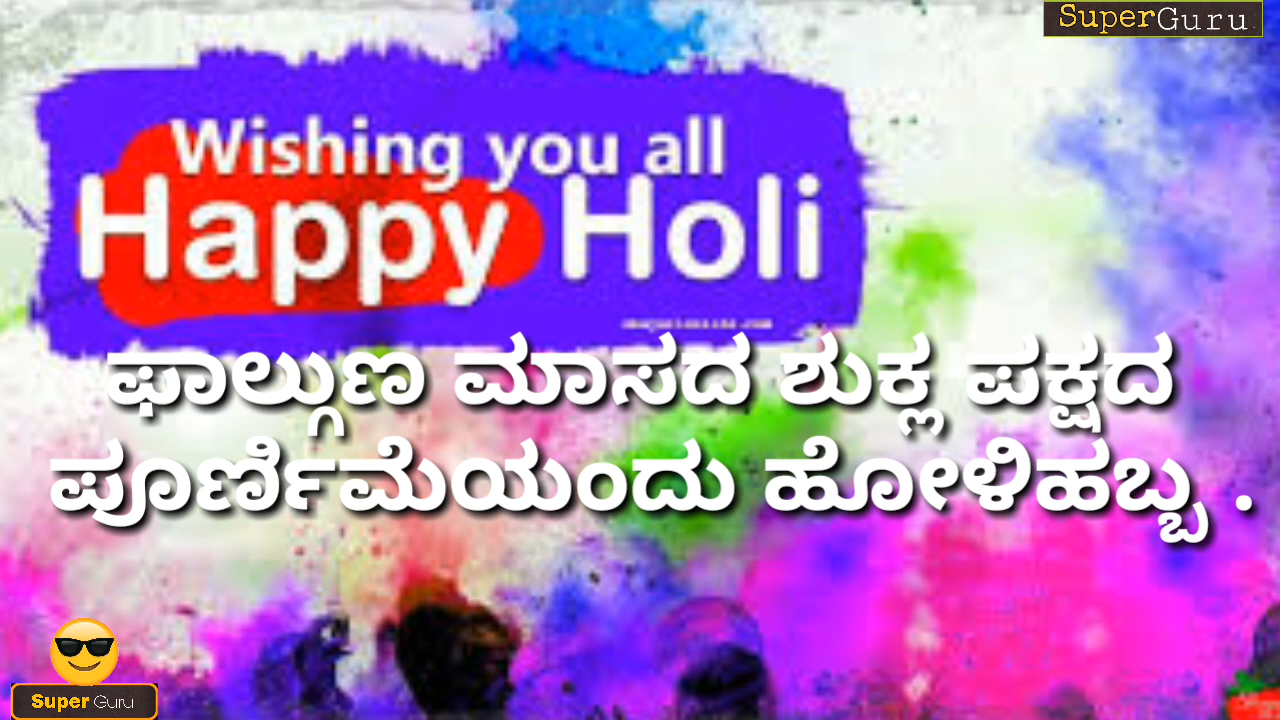 SuperGuru
Wishing you all
Happy Holi
ಫಾಲ್ಗುಣ ಮಾಸದ ಶುಕ್ಲ ಪಕ್ಷದ
ಪೂರ್ಣಿಮೆಯಂದು ಹೋಳಿಹಬ್ಬ .
Super Guru